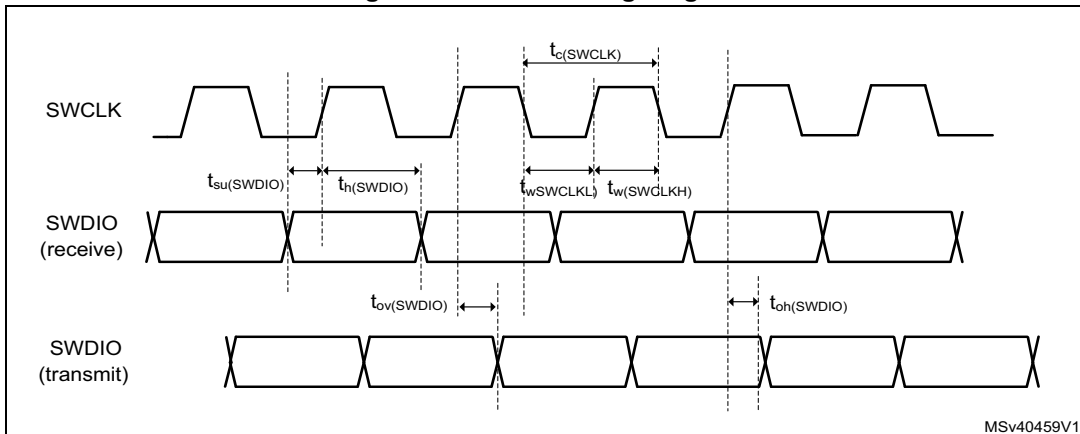 tc(SWCLK)
SWCLK
tsu(SWDIO)
th(SWDIO)
twSWCLKL)
tw(SWCLKH)
SWDIO
(receive)
tov(SWDIO)
toh(SWDIO)
SWDIO
(transmit)
MSv40459V1